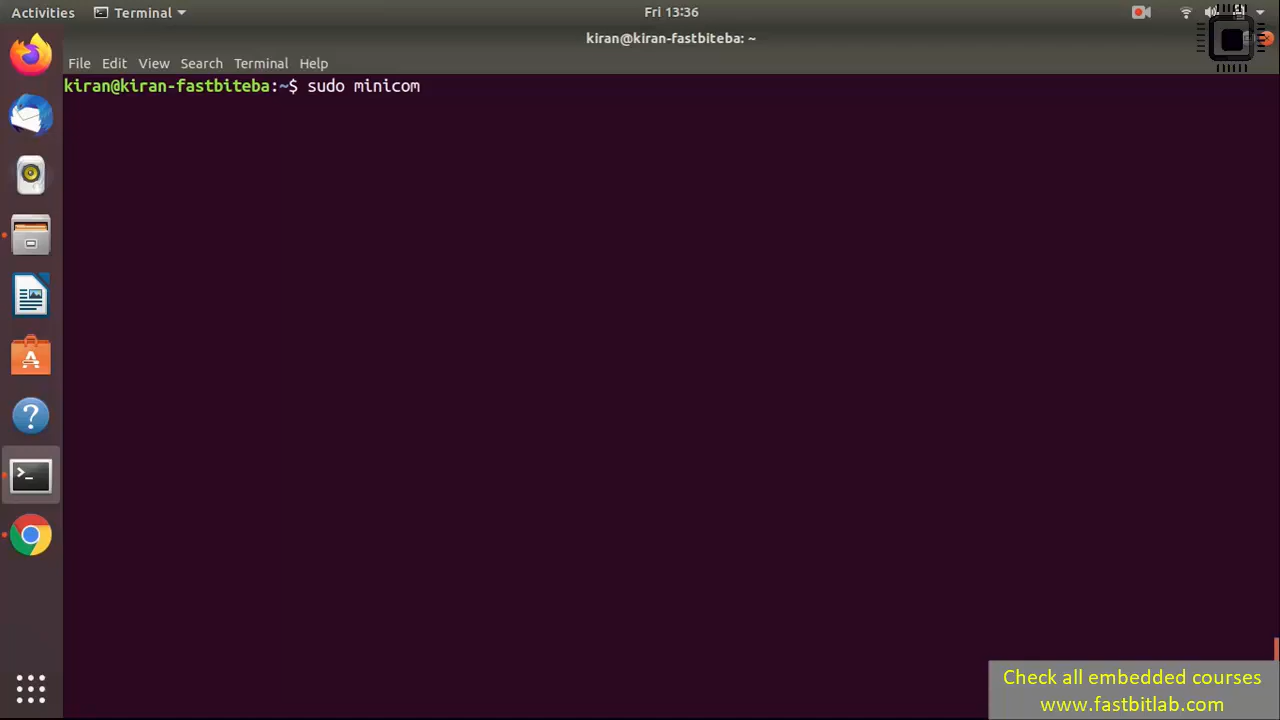 Activities Terminal Fri 13:36
kiran@kiran-fastbiteba: ~
File Edit View Search Terminal Help
kiran@kiran-fastbiteba:~$ sudo minicom
Check all embedded courses
www.fastbitlab.com